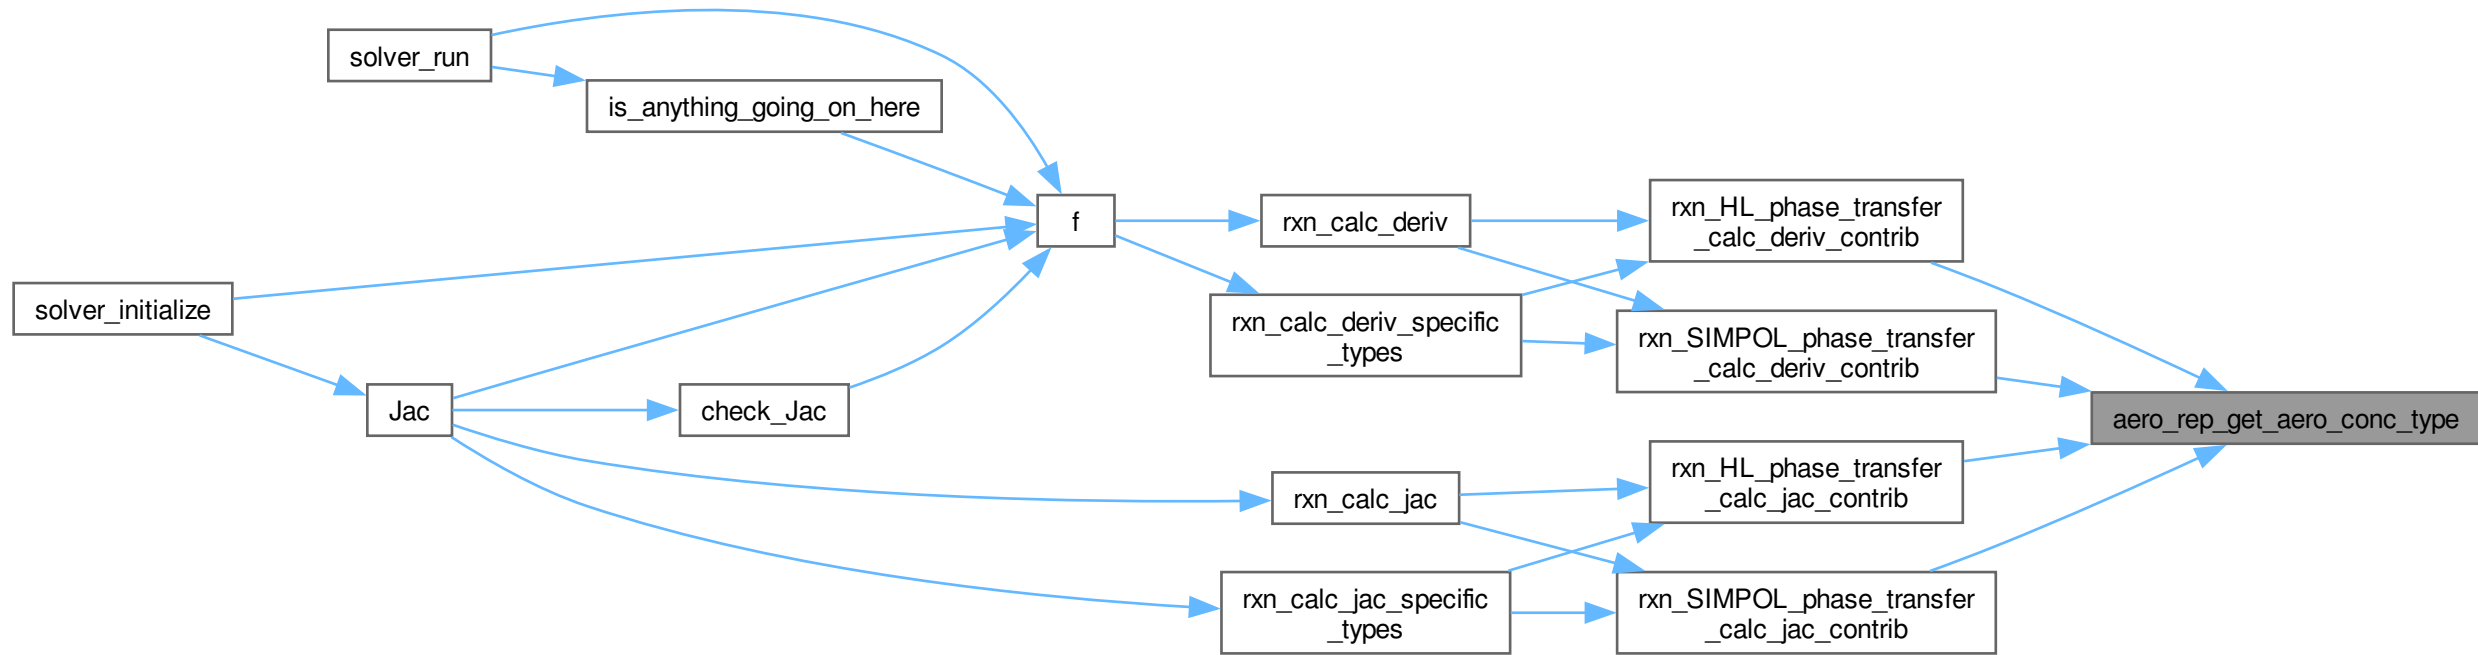 solver_run
is_anything_going_on_here
f
rxn_calc_deriv
rxn_HL_phase_transfer
_calc_deriv_contrib
solver_initialize
rxn_calc_deriv_specific
_types
rxn_SIMPOL_phase_transfer
_calc_deriv_contrib
Jac
check_Jac
aero_rep_get_aero_conc_type
rxn_calc_jac
rxn_HL_phase_transfer
_calc_jac_contrib
rxn_calc_jac_specific
_types
rxn_SIMPOL_phase_transfer
_calc_jac_contrib